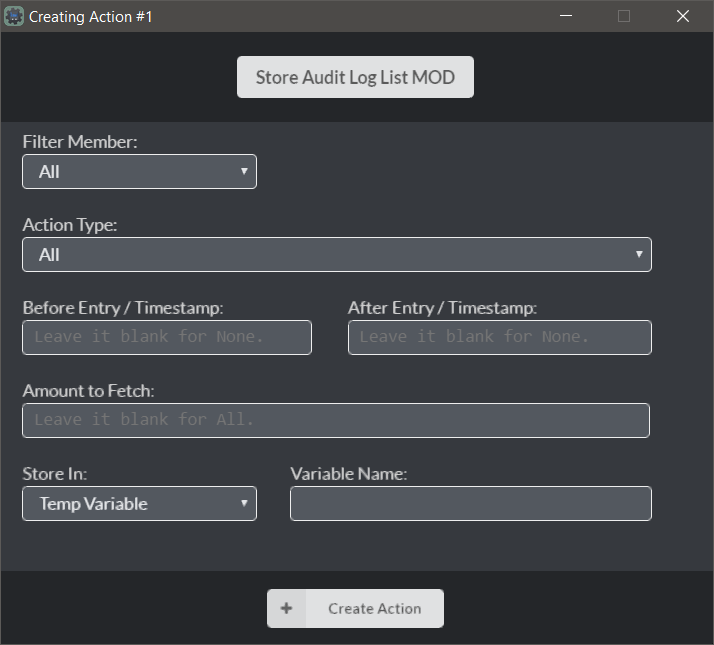 Creating Action #1
Store Audit Log List MOD
Filter Member:
All
Action Type:
All
Before Entry / Timestamp: After Entry / Timestamp:
Leave it blank for None. Leave it blank for None.
Amount to Fetch:
Leave it blank for All.
Store In: Variable Name:
Temp Variable
Create Action